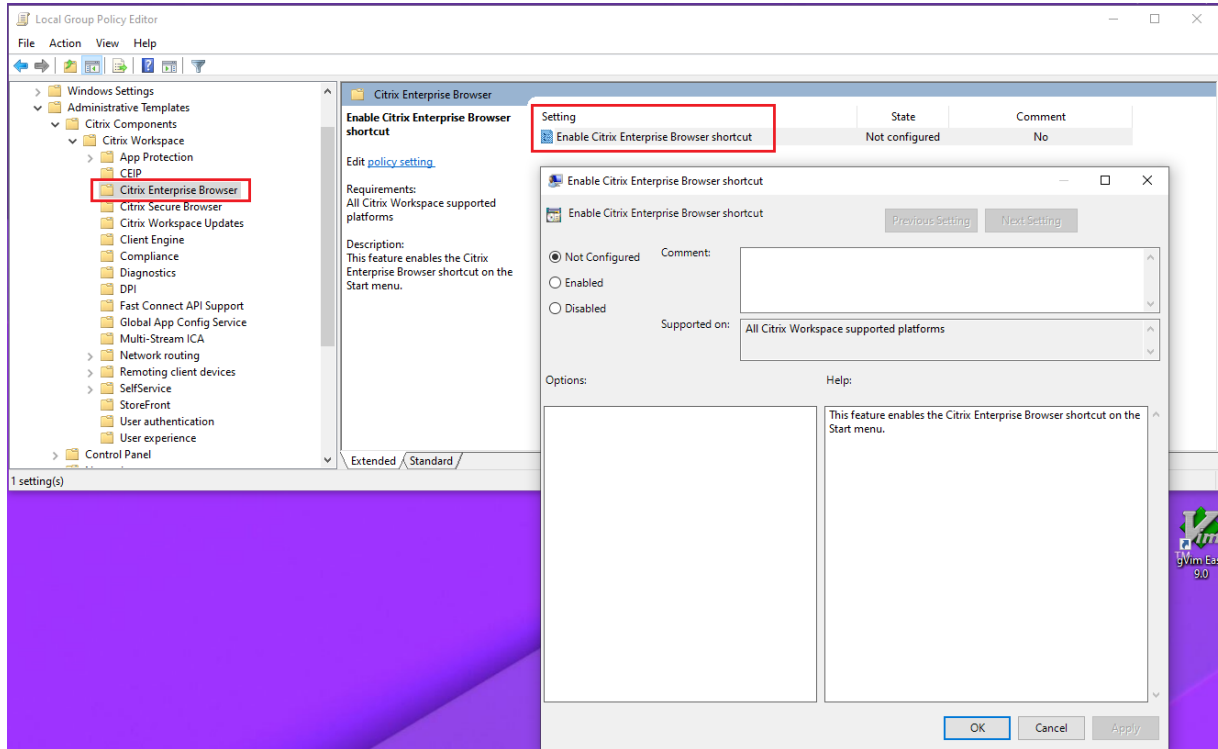 Local Group Policy Editor
File Action View Help
Windows Settings
Administrative Templates
Citrix Components
Citrix Workspace
App Protection
CEIP
Citrix Enterprise Browser
Citrix Secure Browser
Citrix Workspace Updates
Client Engine
Compliance
Diagnostics
DPI
Fast Connect API Support
Global App Config Service
Multi-Stream ICA
Network routing
Remoting client devices
SelfService
StoreFront
User authentication
User experience
Control Panel
Citrix Enterprise Browser
Enable Citrix Enterprise Browser
shortcut
Edit policy setting
Requirements:
All Citrix Workspace supported
platforms
Description:
This feature enables the Citrix
Enterprise Browser shortcut on the
Start menu.
Setting State Comment
Enable Citrix Enterprise Browser shortcut Not configured No
Extended Standard
1 setting(s)
Enable Citrix Enterprise Browser shortcut
Enable Citrix Enterprise Browser shortcut
Previous Setting Next Setting
Not Configured
Enabled
Disabled
Comment:
Supported on: All Citrix Workspace supported platforms
Options: Help:
This feature enables the Citrix Enterprise Browser shortcut on the
Start menu.
OK Cancel Apply
Vim
TM
gVim Eas
9.0